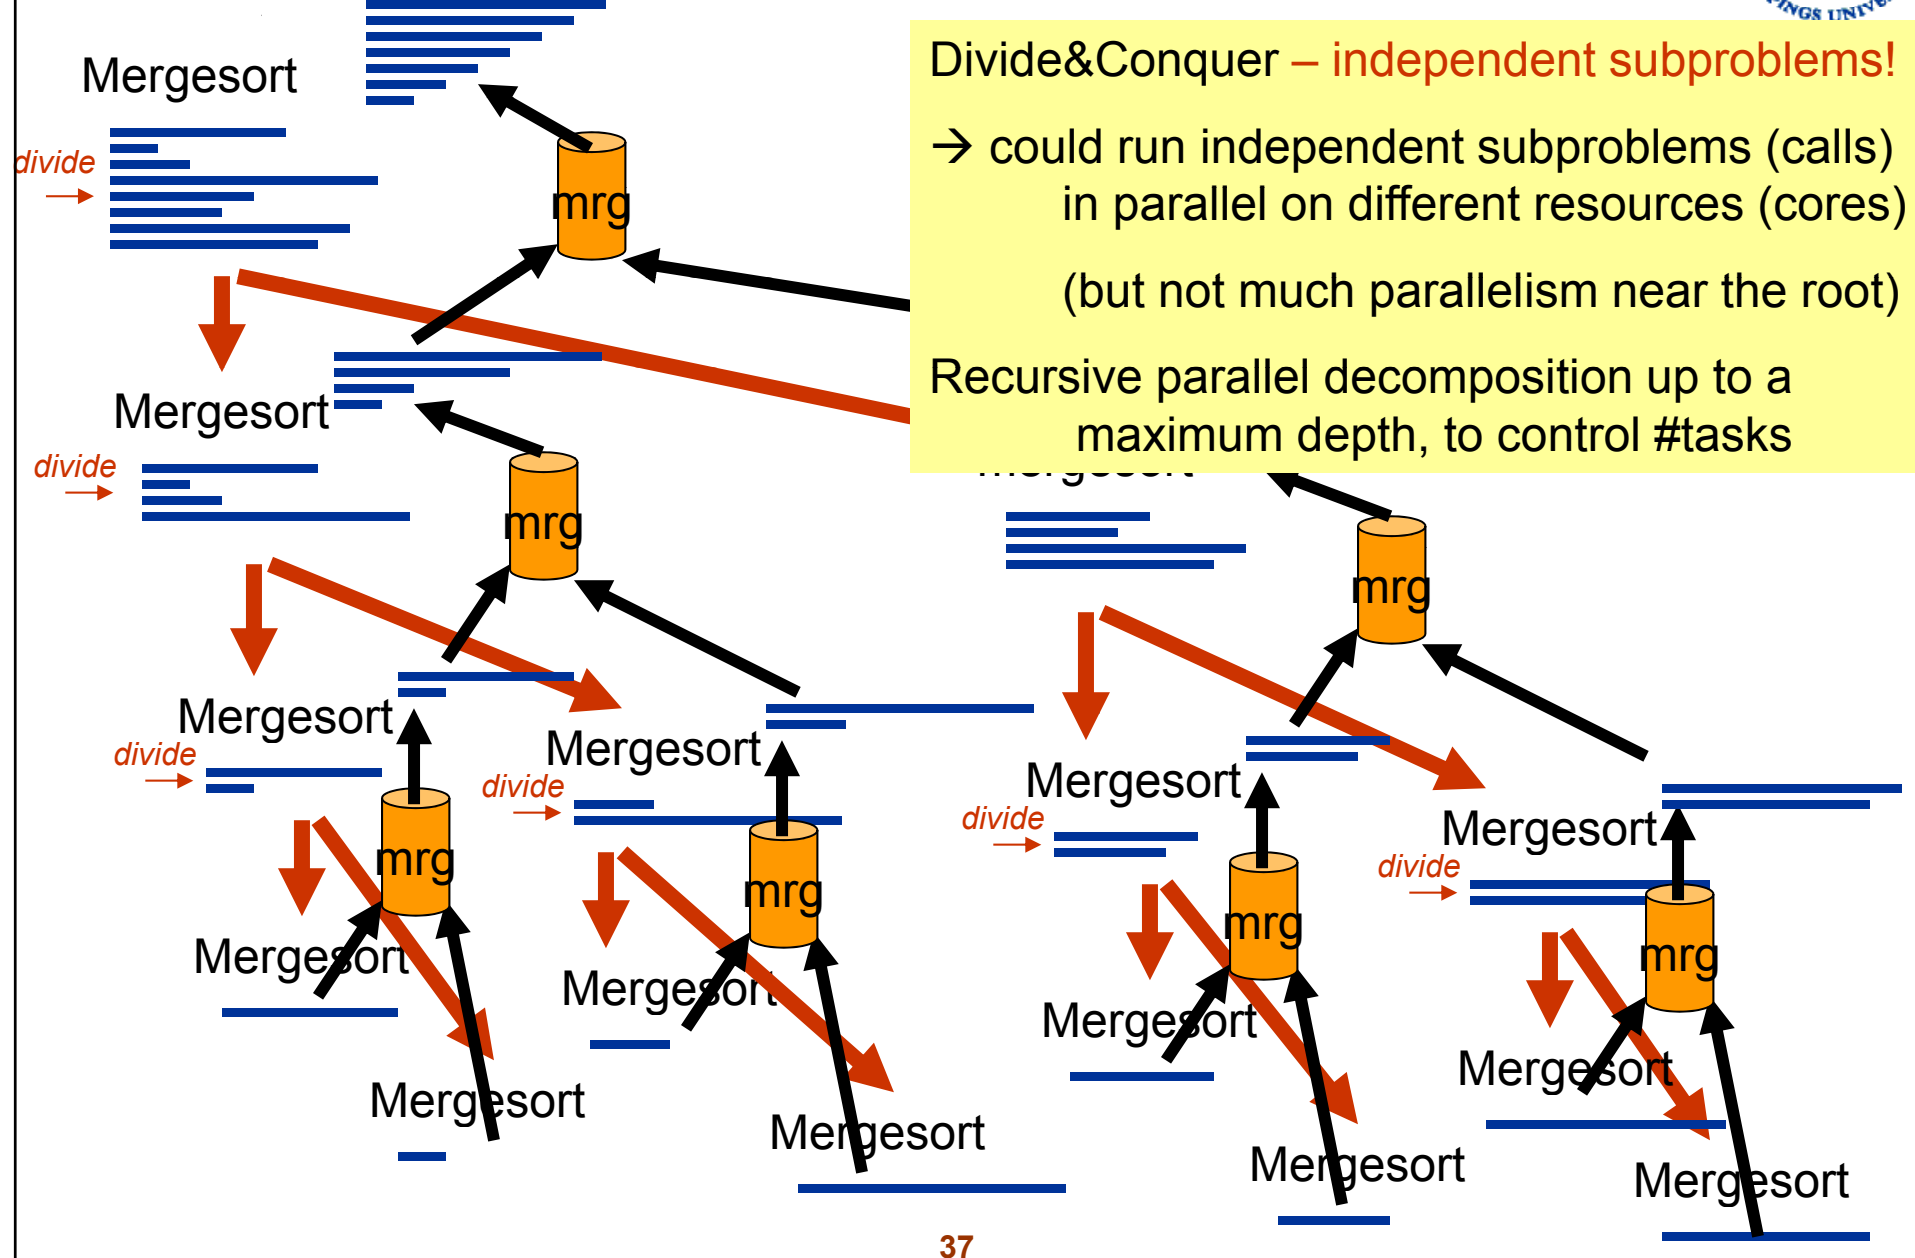 PINGS UNIVE
Mergesort
divide
mrg
Divide&Conquer – independent subproblems!
→ could run independent subproblems (calls)
in parallel on different resources (cores)
(but not much parallelism near the root)
Recursive parallel decomposition up to a
maximum depth, to control #tasks
Mergesort
divide
mrg
Mergesort
mrg
Mergesort
divide
mrg
Mergesort
divide
mrg
Mergesort
divide
mrg
Mergesort
divide
mrg
Mergesort
Mergesort
Mergesort
Mergesort
Mergesort
Mergesort
Mergesort
Mergesort
37